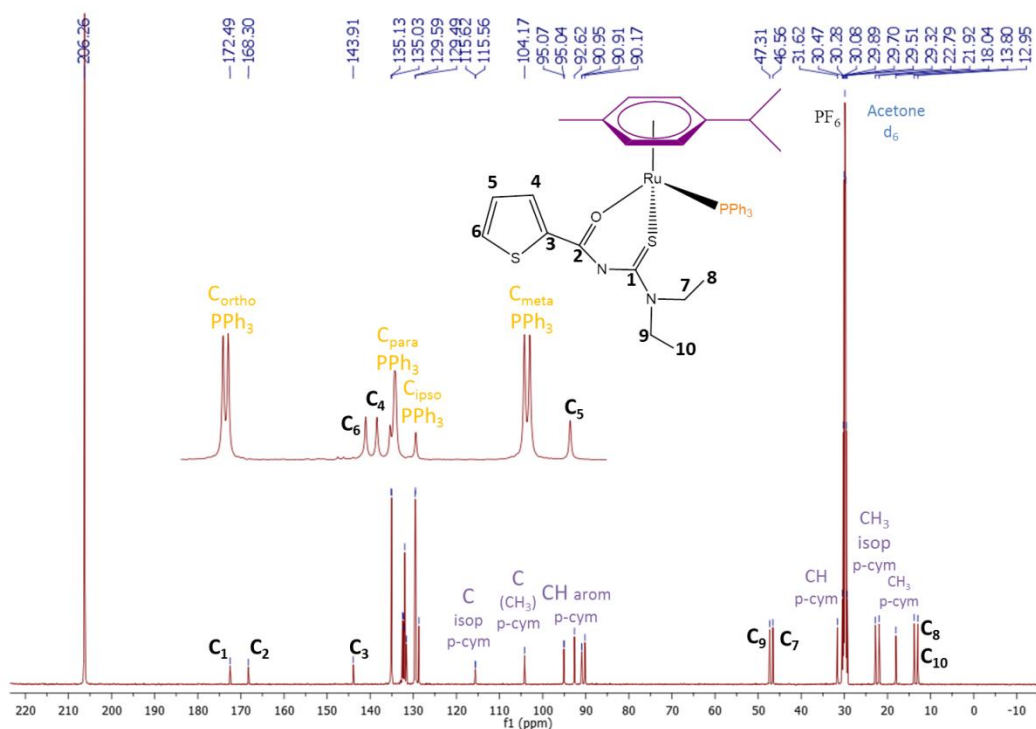 206.26
172.49
168.30
143.91
135.13
135.03
129.59
129.49
115.62
115.56
104.17
95.07
95.04
92.62
90.95
90.91
90.17
47.31
46.56
31.62
30.47
30.28
30.08
29.89
29.70
29.51
29.32
22.79
21.92
18.04
13.80
12.95
PF6
Acetone
d6
Ru
PPh3
5
4
6
3
S
O
2
N
S
1
N
7
8
9
10
Cortho
PPh3
Cpara
PPh3
Cipso
PPh3
Cmeta
PPh3
C6
C4
C5
C1
C2
C3
C
isop
p-cym
C
(CH3)
p-cym
CH arom
p-cym
C9
C7
CH
p-cym
CH3
isop
p-cym
CH3
p-cym
C8
C10
220 210 200 190 180 170 160 150 140 130 120 110 100 90 80 70 60 50 40 30 20 10 0 -10
f1 (ppm)